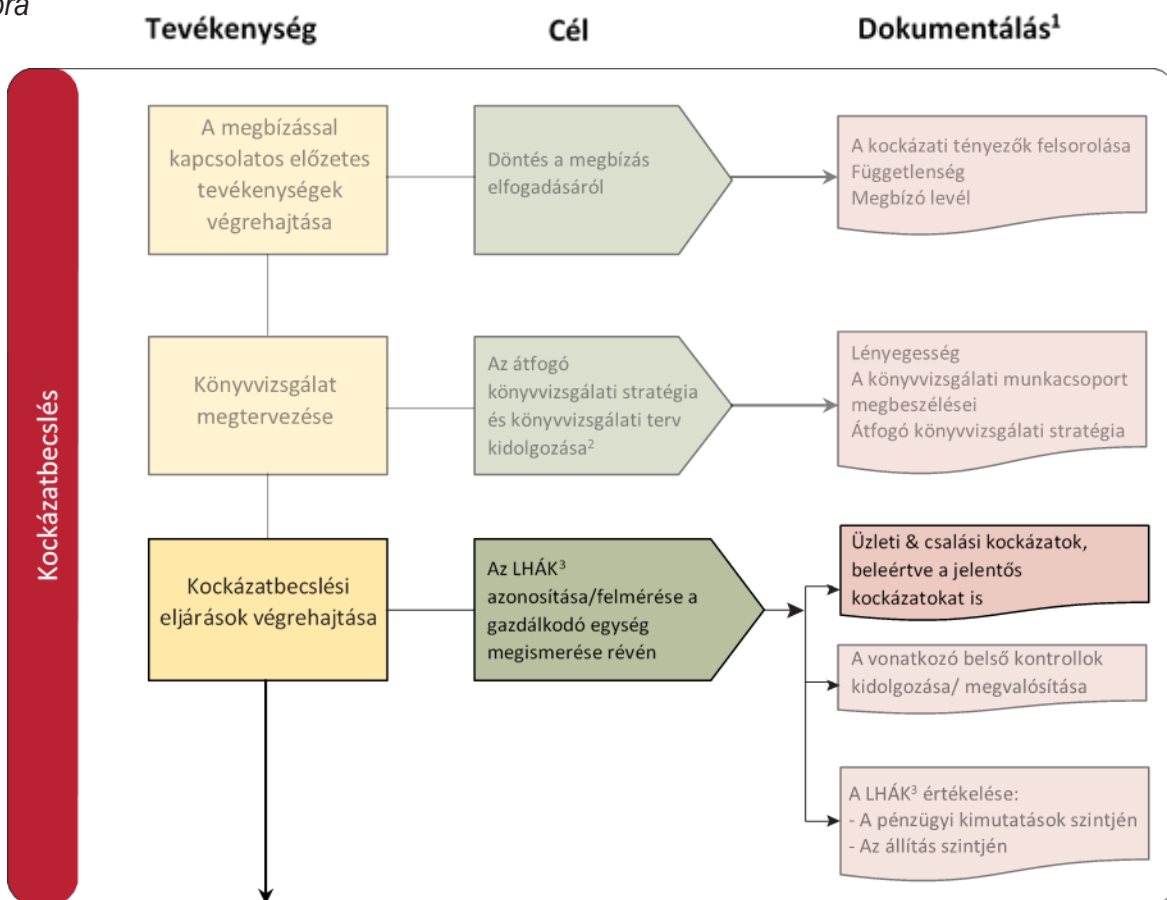 Tevékenység
Cél
Dokumentálás¹
Kockázatbecslés
A megbízással
kapcsolatos előzetes
tevékenységek
végrehajtása
Döntés a megbízás
elfogadásáról
A kockázati tényezők felsorolása
Függetlenség
Megbízó levél
Könyvvizsgálat
megtervezése
Az átfogó
könyvvizsgálati stratégia
és könyvvizsgálati terv
kidolgozása²
Lényegesség
A könyvvizsgálati munkacsoport
megbeszélései
Átfogó könyvvizsgálati stratégia
Kockázatbecslési
eljárások végrehajtása
Az LHÁK³
azonosítása/felmérése a
gazdálkodó egység
megismerése révén
Üzleti & csalási kockázatok,
beleértve a jelentős
kockázatokat is
A vonatkozó belső kontrollok
kidolgozása/ megvalósítása
A LHÁK³ értékelése:
- A pénzügyi kimutatások szintjén
- Az állítás szintjén